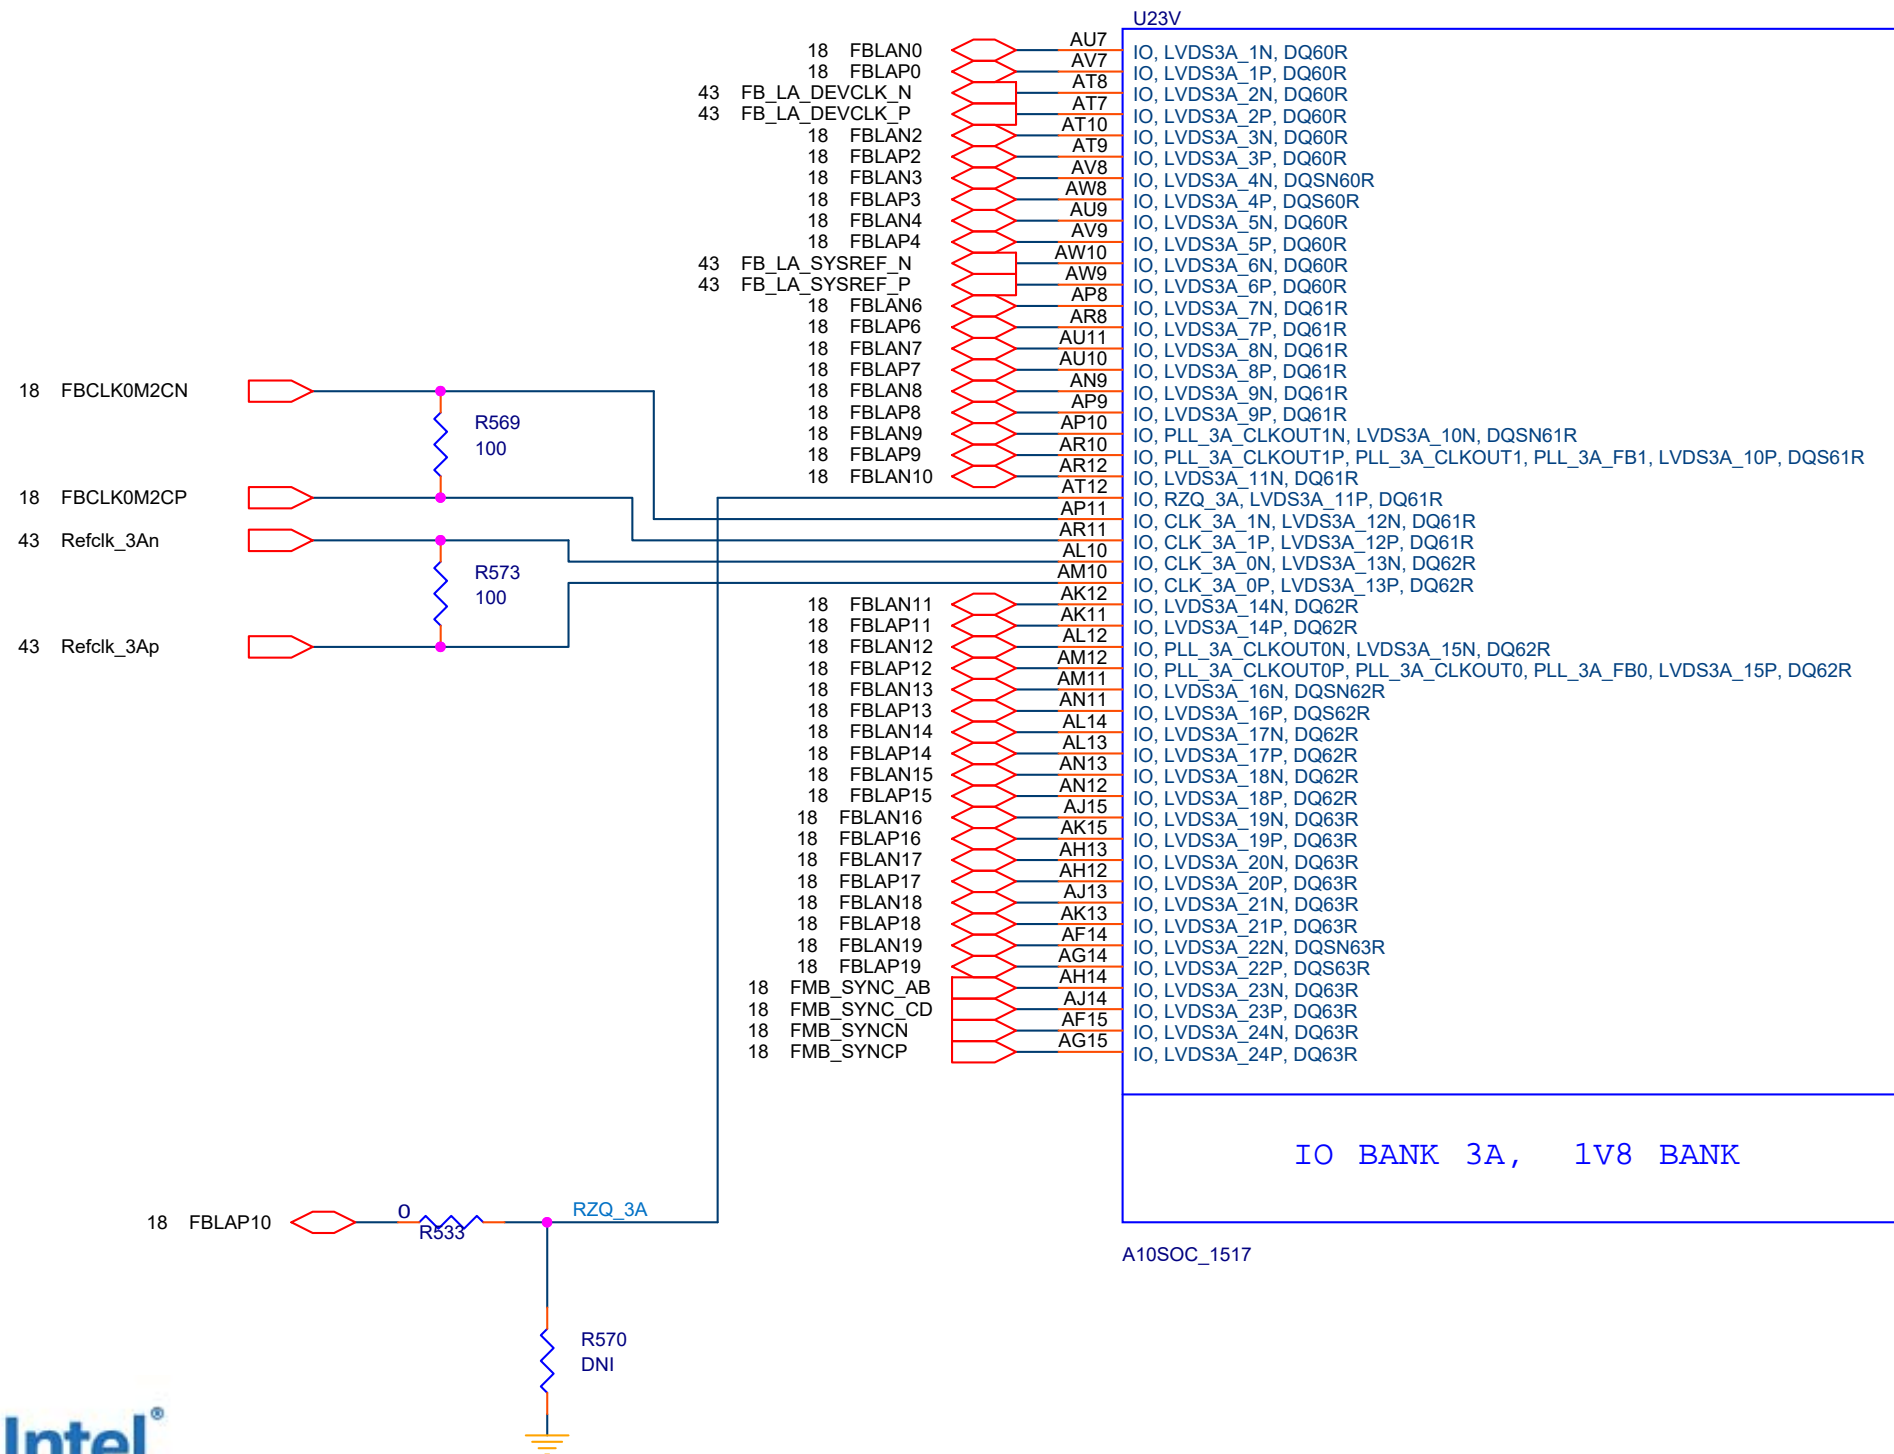 U23V
18 FBLAN0 AU7 IO, LVDS3A_1N, DQ60R
18 FBLAP0 AV7 IO, LVDS3A_1P, DQ60R
43 FB_LA_DEVCLK_N AT8 IO, LVDS3A_2N, DQ60R
43 FB_LA_DEVCLK_P AT7 IO, LVDS3A_2P, DQ60R
18 FBLAN2 AT10 IO, LVDS3A_3N, DQ60R
18 FBLAP2 AT9 IO, LVDS3A_3P, DQ60R
18 FBLAN3 AV8 IO, LVDS3A_4N, DQSN60R
18 FBLAP3 AW8 IO, LVDS3A_4P, DQS60R
18 FBLAN4 AU9 IO, LVDS3A_5N, DQ60R
18 FBLAP4 AV9 IO, LVDS3A_5P, DQ60R
43 FB_LA_SYSREF_N AW10 IO, LVDS3A_6N, DQ60R
43 FB_LA_SYSREF_P AW9 IO, LVDS3A_6P, DQ60R
18 FBLAN6 AP8 IO, LVDS3A_7N, DQ61R
18 FBLAP6 AR8 IO, LVDS3A_7P, DQ61R
18 FBLAN7 AU11 IO, LVDS3A_8N, DQ61R
18 FBLAP7 AU10 IO, LVDS3A_8P, DQ61R
18 FBCLK0M2CN 18 FBLAN8 AN9 IO, LVDS3A_9N, DQ61R
18 FBLAP8 AP9 IO, LVDS3A_9P, DQ61R
R569
100
18 FBLAN9 AP10 IO, PLL_3A_CLKOUT1N, LVDS3A_10N, DQSN61R
18 FBLAP9 AR10 IO, PLL_3A_CLKOUT1P, PLL_3A_CLKOUT1, PLL_3A_FB1, LVDS3A_10P, DQS61R
18 FBLAN10 AR12 IO, LVDS3A_11N, DQ61R
18 FBCLK0M2CP AT12 IO, RZQ_3A, LVDS3A_11P, DQ61R
AP11 IO, CLK_3A_1N, LVDS3A_12N, DQ61R
43 Refclk_3An AR11 IO, CLK_3A_1P, LVDS3A_12P, DQ61R
AL10 IO, CLK_3A_0N, LVDS3A_13N, DQ62R
R573
100
AM10 IO, CLK_3A_0P, LVDS3A_13P, DQ62R
18 FBLAN11 AK12 IO, LVDS3A_14N, DQ62R
18 FBLAP11 AK11 IO, LVDS3A_14P, DQ62R
43 Refclk_3Ap 18 FBLAN12 AL12 IO, PLL_3A_CLKOUT0N, LVDS3A_15N, DQ62R
18 FBLAP12 AM12 IO, PLL_3A_CLKOUT0P, PLL_3A_CLKOUT0, PLL_3A_FB0, LVDS3A_15P, DQ62R
18 FBLAN13 AM11 IO, LVDS3A_16N, DQSN62R
18 FBLAP13 AN11 IO, LVDS3A_16P, DQS62R
18 FBLAN14 AL14 IO, LVDS3A_17N, DQ62R
18 FBLAP14 AL13 IO, LVDS3A_17P, DQ62R
18 FBLAN15 AN13 IO, LVDS3A_18N, DQ62R
18 FBLAP15 AN12 IO, LVDS3A_18P, DQ62R
18 FBLAN16 AJ15 IO, LVDS3A_19N, DQ63R
18 FBLAP16 AK15 IO, LVDS3A_19P, DQ63R
18 FBLAN17 AH13 IO, LVDS3A_20N, DQ63R
18 FBLAP17 AH12 IO, LVDS3A_20P, DQ63R
18 FBLAN18 AJ13 IO, LVDS3A_21N, DQ63R
18 FBLAP18 AK13 IO, LVDS3A_21P, DQ63R
18 FBLAN19 AF14 IO, LVDS3A_22N, DQSN63R
18 FBLAP19 AG14 IO, LVDS3A_22P, DQS63R
18 FMB_SYNC_AB AH14 IO, LVDS3A_23N, DQ63R
18 FMB_SYNC_CD AJ14 IO, LVDS3A_23P, DQ63R
18 FMB_SYNCN AF15 IO, LVDS3A_24N, DQ63R
18 FMB_SYNCP AG15 IO, LVDS3A_24P, DQ63R
IO BANK 3A, 1V8 BANK
18 FBLAP10 0 RZQ_3A
R533
A10SOC_1517
R570
DNI
Intel®